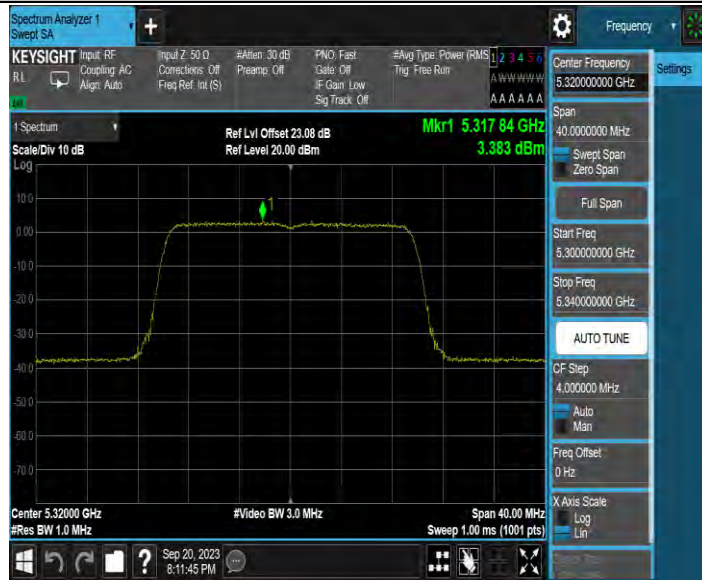 Spectrum Analyzer 1
Swept SA
+
Frequency
KEYSIGHT
RL
Input: RF
Coupling: AC
Align: Auto
Input Z: 50 Ω
Corrections: Off
Freq Ref: Int (S)
#Atten: 30 dB
Preamp: Off
PNO: Fast
Gate: Off
IF Gain: Low
Sig Track: Off
#Avg Type: Power (RMS
Trig: Free Run
1 2 3 4 5 6
A W W W W W
A A A A A A
1 Spectrum
Scale/Div 10 dB
Ref Lvl Offset 23.08 dB
Ref Level 20.00 dBm
Mkr1 5.317 84 GHz
3.383 dBm
Log
10.0
0.00
-10.0
-20.0
-30.0
-40.0
-50.0
-60.0
-70.0
1
Center 5.32000 GHz
#Res BW 1.0 MHz
#Video BW 3.0 MHz
Span 40.00 MHz
Sweep 1.00 ms (1001 pts)
Sep 20, 2023
8:11:45 PM
Center Frequency
5.320000000 GHz
Settings
Span
40.0000000 MHz
Swept Span
Zero Span
Full Span
Start Freq
5.300000000 GHz
Stop Freq
5.340000000 GHz
AUTO TUNE
CF Step
4.000000 MHz
Auto
Man
Freq Offset
0 Hz
X Axis Scale
Log
Lin